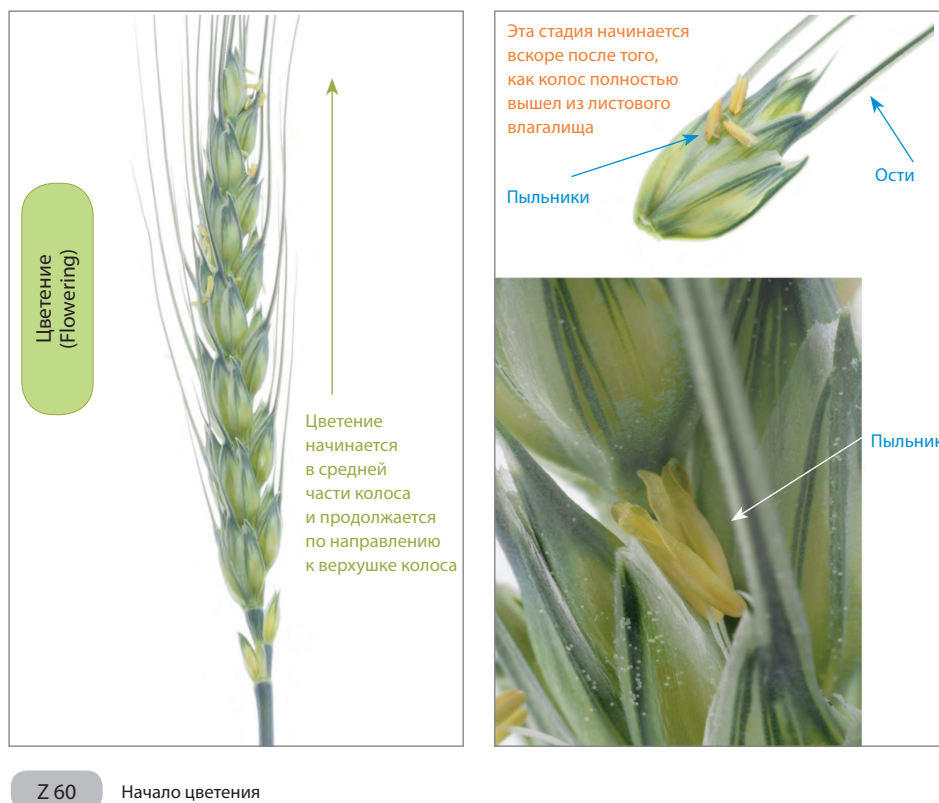 Цветение
(Flowering)
Цветение
начинается
в средней
части колоса
и продолжается
по направлению
к верхушке колоса
Эта стадия начинается
вскоре после того,
как колос полностью
вышел из листового
влагалища
Пыльники
Ости
Пыльник
Z 60
Начало цветения